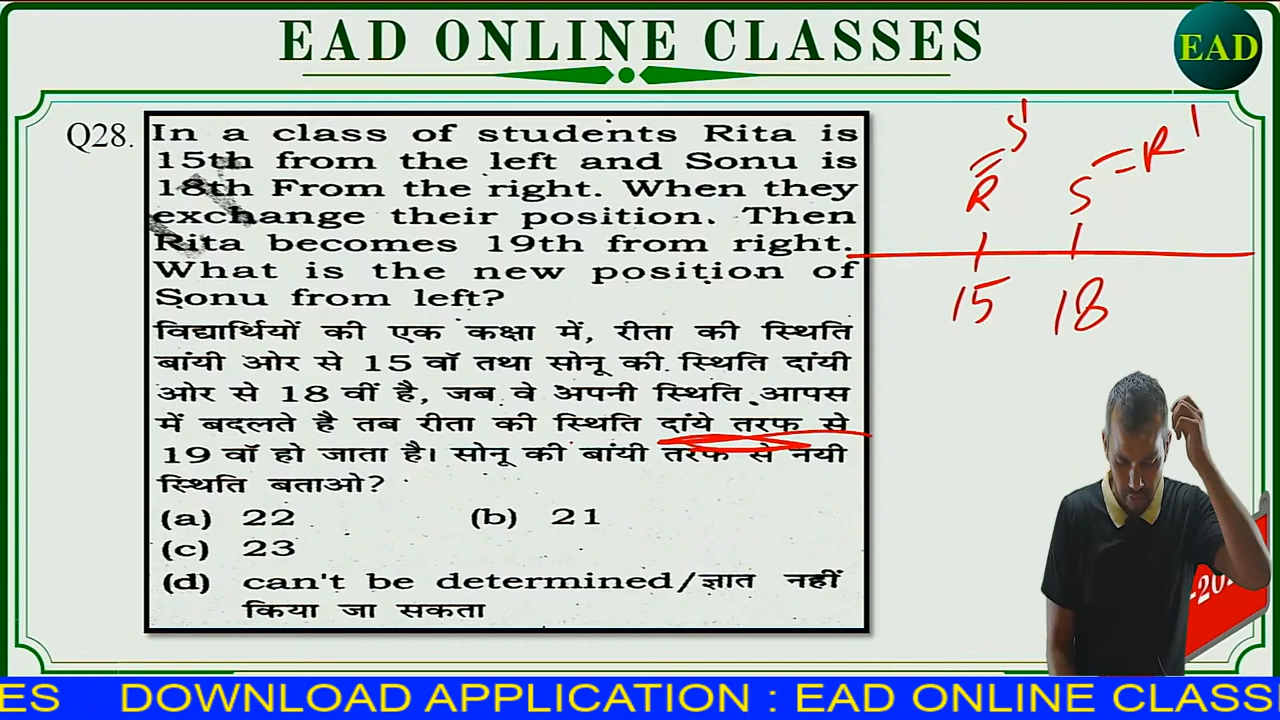 EAD ONLINE CLASSES
EAD
Q28. In a class of students Rita is
15th from the left and Sonu is
18th From the right. When they
exchange their position. Then
Rita becomes 19th from right.
What is the new position of
Sonu from left?
विद्यार्थियों की एक कक्षा में, रीता की स्थिति
बांयी ओर से 15 वॉ तथा सोनू की स्थिति दांयी
ओर से 18 वीं है, जब वे अपनी स्थिति आपस
में बदलते है तब रीता की स्थिति दांये तरफ से
19 वॉ हो जाता है। सोनू की बांयी तरफ से नयी
स्थिति बताओ?
(a) 22 (b) 21
(c) 23
(d) can't be determined/ज्ञात नहीं
किया जा सकता
S' = R'
R S
15 18
ES DOWNLOAD APPLICATION : EAD ONLINE CLASS